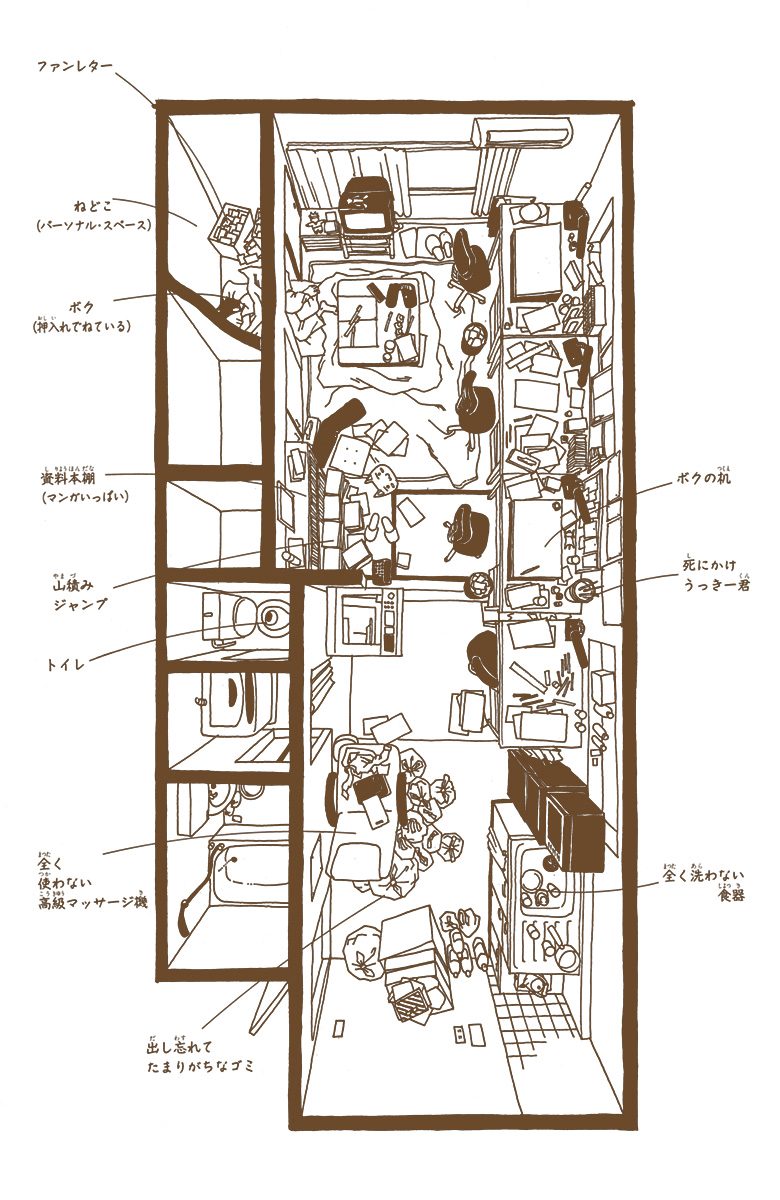 ファンレター
ねどこ
(パーソナル・スペース)
ボク
(押入れでねている)
資料本棚
(マンガいっぱい)
山積み
ジャンプ
トイレ
全く
使わない
高級マッサージ機
出し忘れて
たまりがちなゴミ
ボクの机
死にかけ
うっきー君
全く洗わない
食器